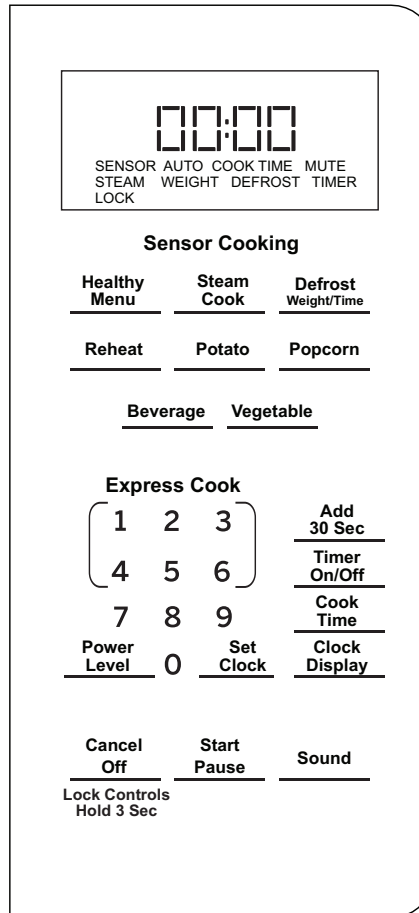 00:00
SENSOR AUTO COOK TIME MUTE
STEAM WEIGHT DEFROST TIMER
LOCK
Sensor Cooking
Healthy Menu
Steam Cook
Defrost Weight/Time
Reheat Potato Popcorn
Beverage Vegetable
Express Cook
1 2 3
Add 30 Sec
4 5 6
Timer On/Off
7 8 9
Cook Time
Power Level
0
Set Clock
Clock Display
Cancel Off
Start Pause
Sound
Lock Controls
Hold 3 Sec